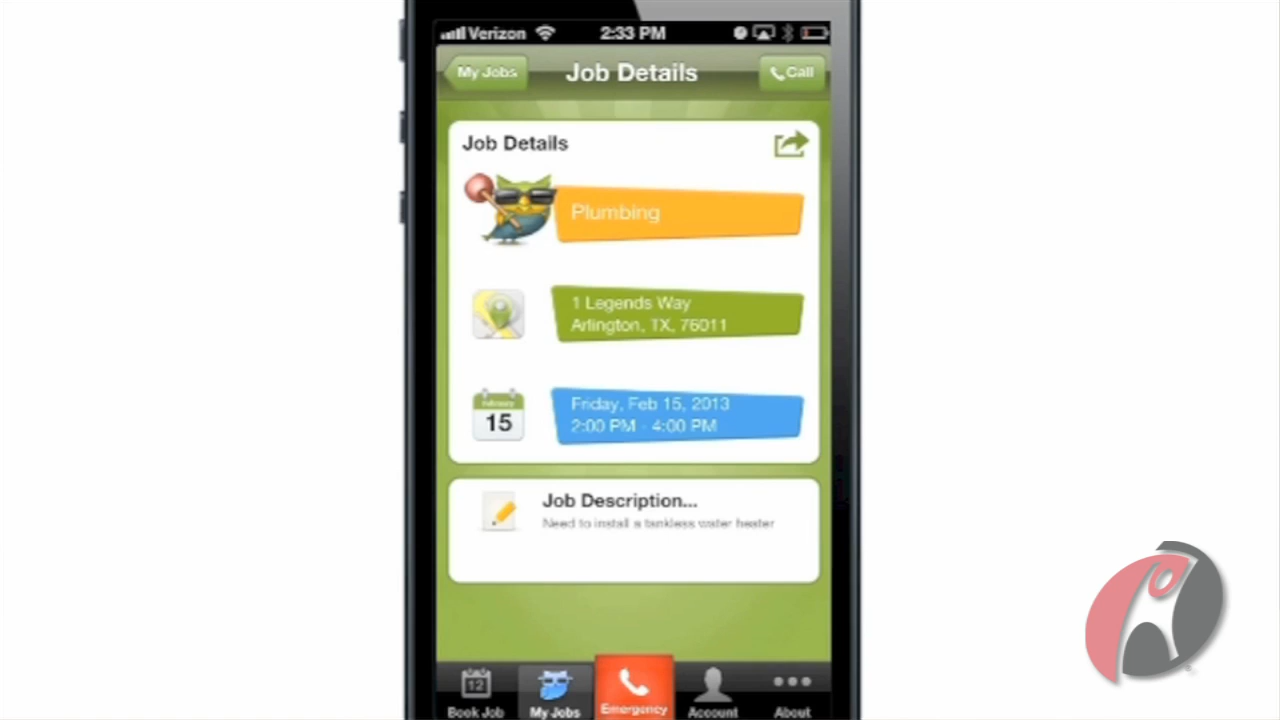 Verizon 2:33 PM
My Jobs Job Details Call
Job Details
Plumbing
1 Legends Way
Arlington, TX, 76011
February
15
Friday, Feb 15, 2013
2:00 PM - 4:00 PM
Job Description...
Need to install a tankless water heater
12
Book Job My Jobs Emergency Account About